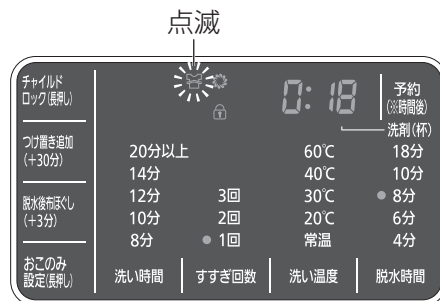 点滅
チャイルド
ロック(長押し)
0:18
予約
(※時間後)
洗剤(杯)
つけ置き追加
(+30分)
20分以上 60℃ 18分
14分 40℃ 10分
脱水後布ほぐし
(+3分)
12分 3回 30℃ 8分
10分 2回 20℃ 6分
8分 1回 常温 4分
おこのみ
設定(長押し)
洗い時間 すすぎ回数 洗い温度 脱水時間